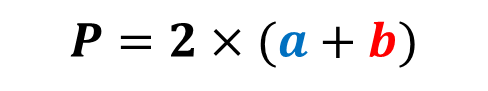 P = 2 × (a + b)